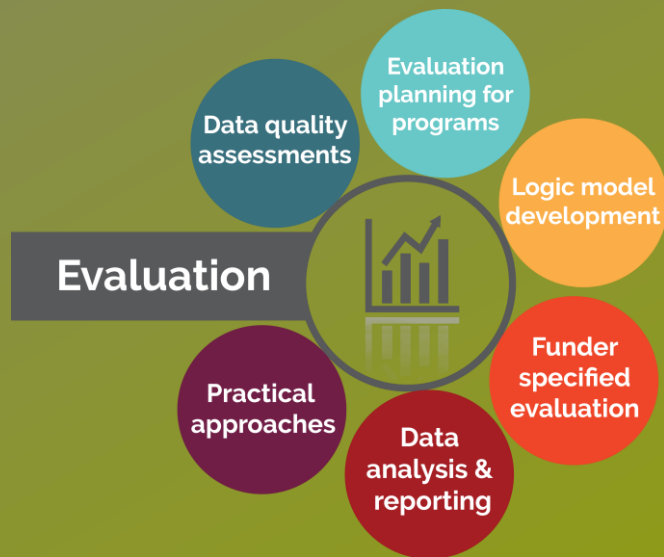 Evaluation
planning for
programs
Data quality
assessments
Logic model
development
Evaluation
Funder
specified
evaluation
Practical
approaches
Data
analysis &
reporting